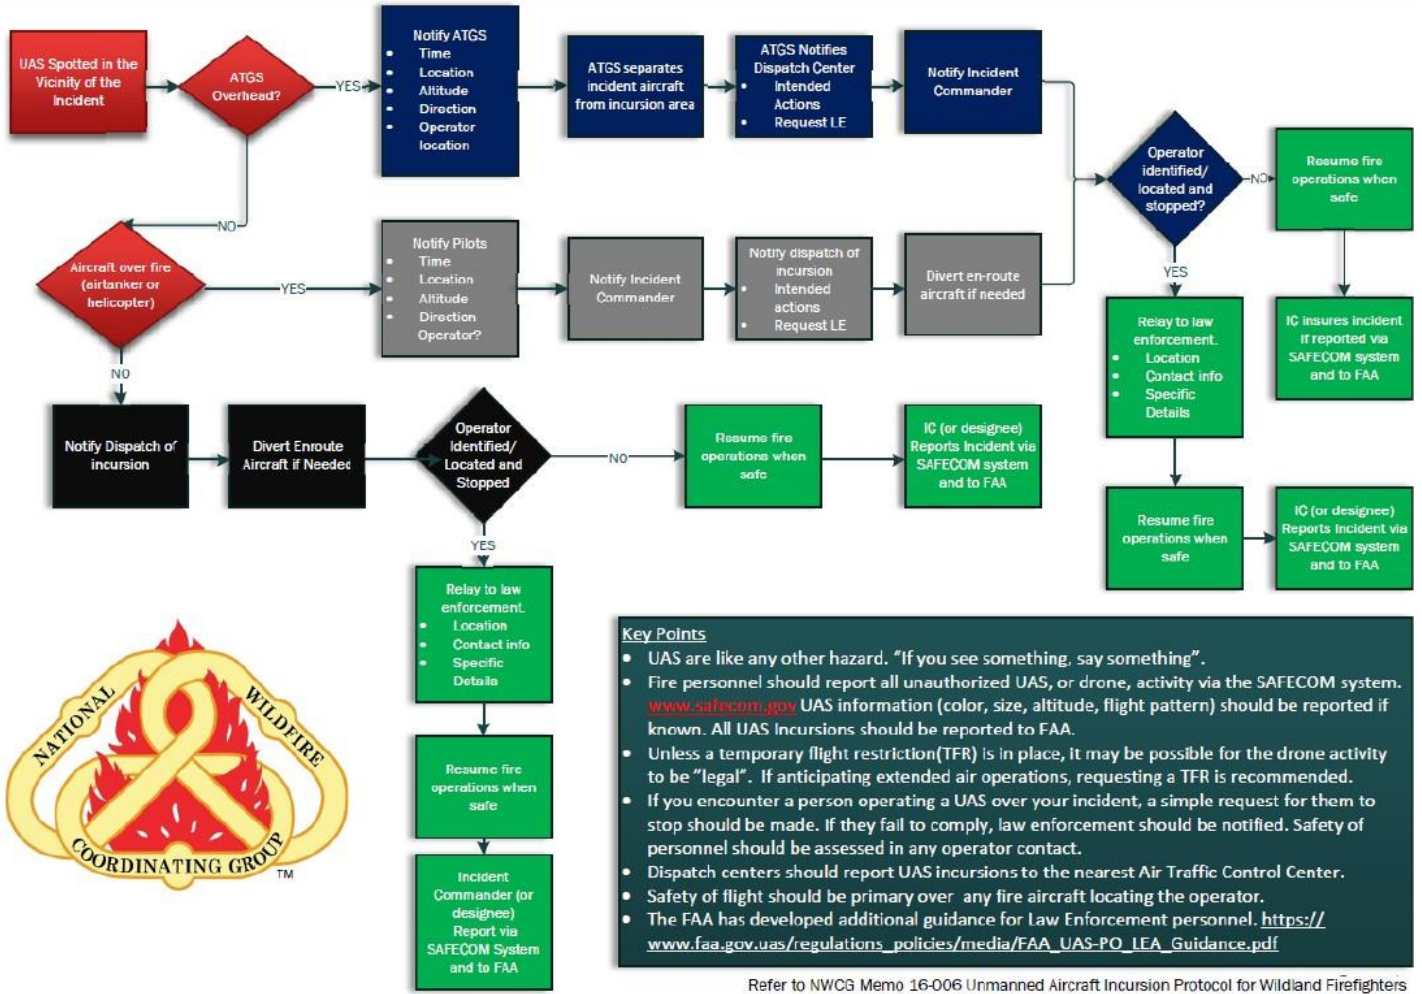 UAS Spotted in the
Vicinity of the
Incident
ATGS
Overhead?
YES
Notify ATGS
• Time
• Location
• Altitude
• Direction
• Operator
location
ATGS separates
incident aircraft
from incursion area
ATGS Notifies
Dispatch Center
• Intended
Actions
• Request LE
Notify Incident
Commander
Operator
identified/
located and
stopped?
NO
Resume fire
operations when
safe
IC insures incident
if reported via
SAFECOM system
and to FAA
YES
Relay to law
enforcement.
• Location
• Contact info
• Specific
Details
Resume fire
operations when
safe
IC (or designee)
Reports Incident via
SAFECOM system
and to FAA
NO
Aircraft over fire
(airtanker or
helicopter)
YES
Notify Pilots
• Time
• Location
• Altitude
• Direction
• Operator?
Notify Incident
Commander
Notify dispatch of
incursion
• Intended
actions
• Request LE
Divert en-route
aircraft if needed
NO
Notify Dispatch of
incursion
Divert Enroute
Aircraft if Needed
Operator
Identified/
Located and
Stopped
NO
Resume fire
operations when
safe
IC (or designee)
Reports Incident via
SAFECOM system
and to FAA
YES
Relay to law
enforcement.
• Location
• Contact info
• Specific
Details
Resume fire
operations when
safe
Incident
Commander (or
designee)
Report via
SAFECOM System
and to FAA
NATIONAL
WILDFIRE
COORDINATING GROUP
TM
Key Points
• UAS are like any other hazard. “If you see something, say something”.
• Fire personnel should report all unauthorized UAS, or drone, activity via the SAFECOM system.
www.safecom.gov UAS information (color, size, altitude, flight pattern) should be reported if
known. All UAS Incursions should be reported to FAA.
• Unless a temporary flight restriction(TFR) is in place, it may be possible for the drone activity
to be ”legal”. If anticipating extended air operations, requesting a TFR is recommended.
• If you encounter a person operating a UAS over your incident, a simple request for them to
stop should be made. If they fail to comply, law enforcement should be notified. Safety of
personnel should be assessed in any operator contact.
• Dispatch centers should report UAS incursions to the nearest Air Traffic Control Center.
• Safety of flight should be primary over any fire aircraft locating the operator.
• The FAA has developed additional guidance for Law Enforcement personnel. https://
www.faa.gov.uas/regulations_policies/media/FAA_UAS-PO_LEA_Guidance.pdf
Refer to NWCG Memo 16-006 Unmanned Aircraft Incursion Protocol for Wildland Firefighters